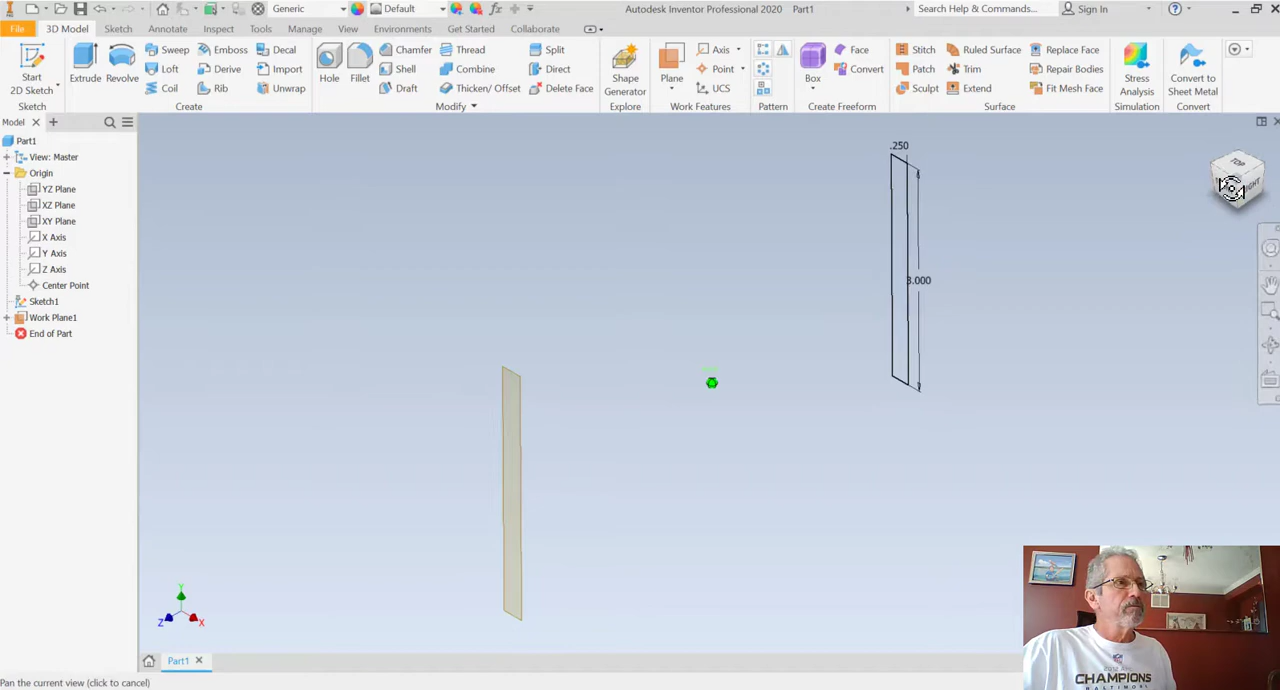 Generic
Default
Autodesk Inventor Professional 2020 Part1
Search Help & Commands...
Sign In
File 3D Model Sketch Annotate Inspect Tools Manage View Environments Get Started Collaborate
Start
2D Sketch
Sketch
Extrude
Revolve
Sweep
Loft
Coil
Emboss
Derive
Rib
Decal
Import
Unwrap
Create
Hole
Fillet
Chamfer
Shell
Draft
Thread
Combine
Thicken/ Offset
Split
Direct
Delete Face
Modify
Shape
Generator
Explore
Plane
Axis
Point
UCS
Work Features
Pattern
Box
Face
Convert
Create Freeform
Stitch
Patch
Sculpt
Ruled Surface
Trim
Extend
Replace Face
Repair Bodies
Fit Mesh Face
Surface
Stress
Analysis
Simulation
Convert to
Sheet Metal
Convert
Model
Part1
View: Master
Origin
YZ Plane
XZ Plane
XY Plane
X Axis
Y Axis
Z Axis
Center Point
Sketch1
Work Plane1
End of Part
.250
3.000
TOP
Y
Z
X
Part1
Pan the current view (click to cancel)
CHAMPIONS